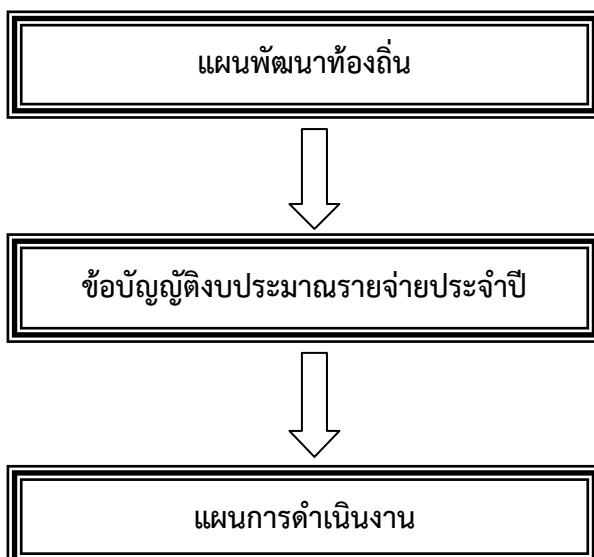 แผนพัฒนาท้องถิ่น
ข้อบัญญัติงบประมาณรายจ่ายประจำปี
แผนการดำเนินงาน